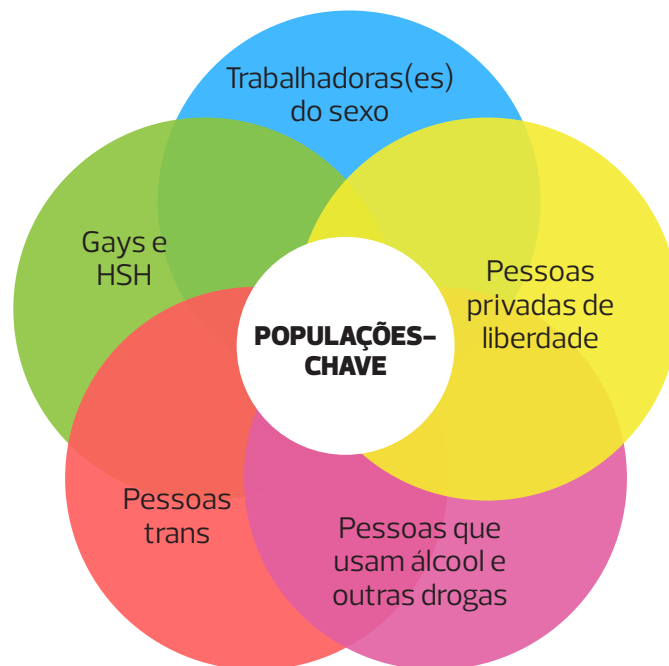 Trabalhadoras(es)
do sexo
Gays e
HSH
Pessoas
privadas de
liberdade
POPULAÇÕES-
CHAVE
Pessoas
trans
Pessoas que
usam álcool e
outras drogas